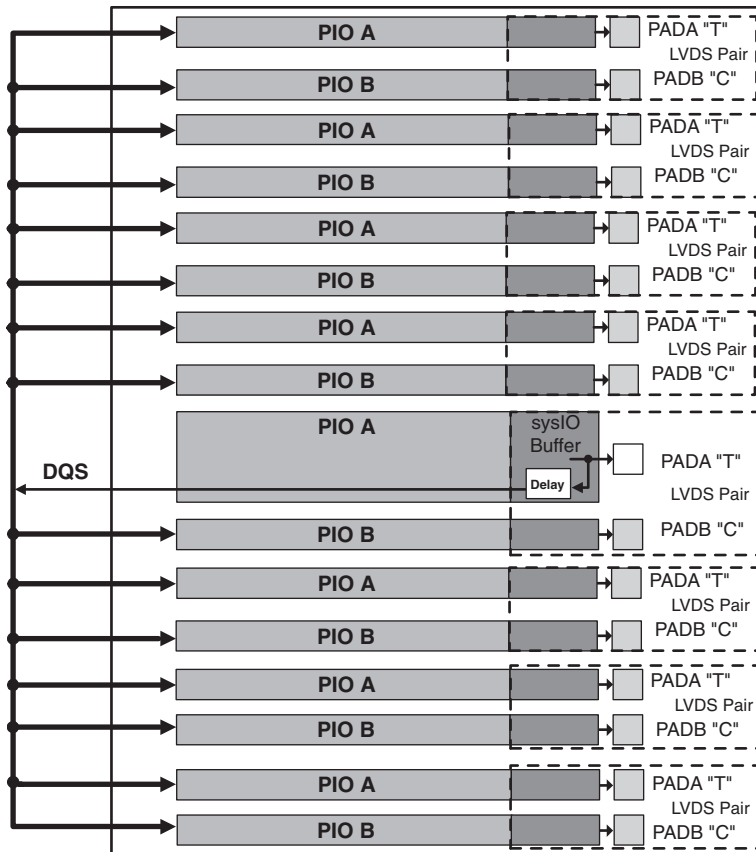 PIO A PADA "T"
LVDS Pair
PIO B PADB "C"
PIO A PADA "T"
LVDS Pair
PIO B PADB "C"
PIO A PADA "T"
LVDS Pair
PIO B PADB "C"
PIO A PADA "T"
LVDS Pair
PIO B PADB "C"
PIO A sysIO
Buffer
PADA "T"
DQS Delay
LVDS Pair
PIO B PADB "C"
PIO A PADA "T"
LVDS Pair
PIO B PADB "C"
PIO A PADA "T"
LVDS Pair
PIO B PADB "C"
PIO A PADA "T"
LVDS Pair
PIO B PADB "C"